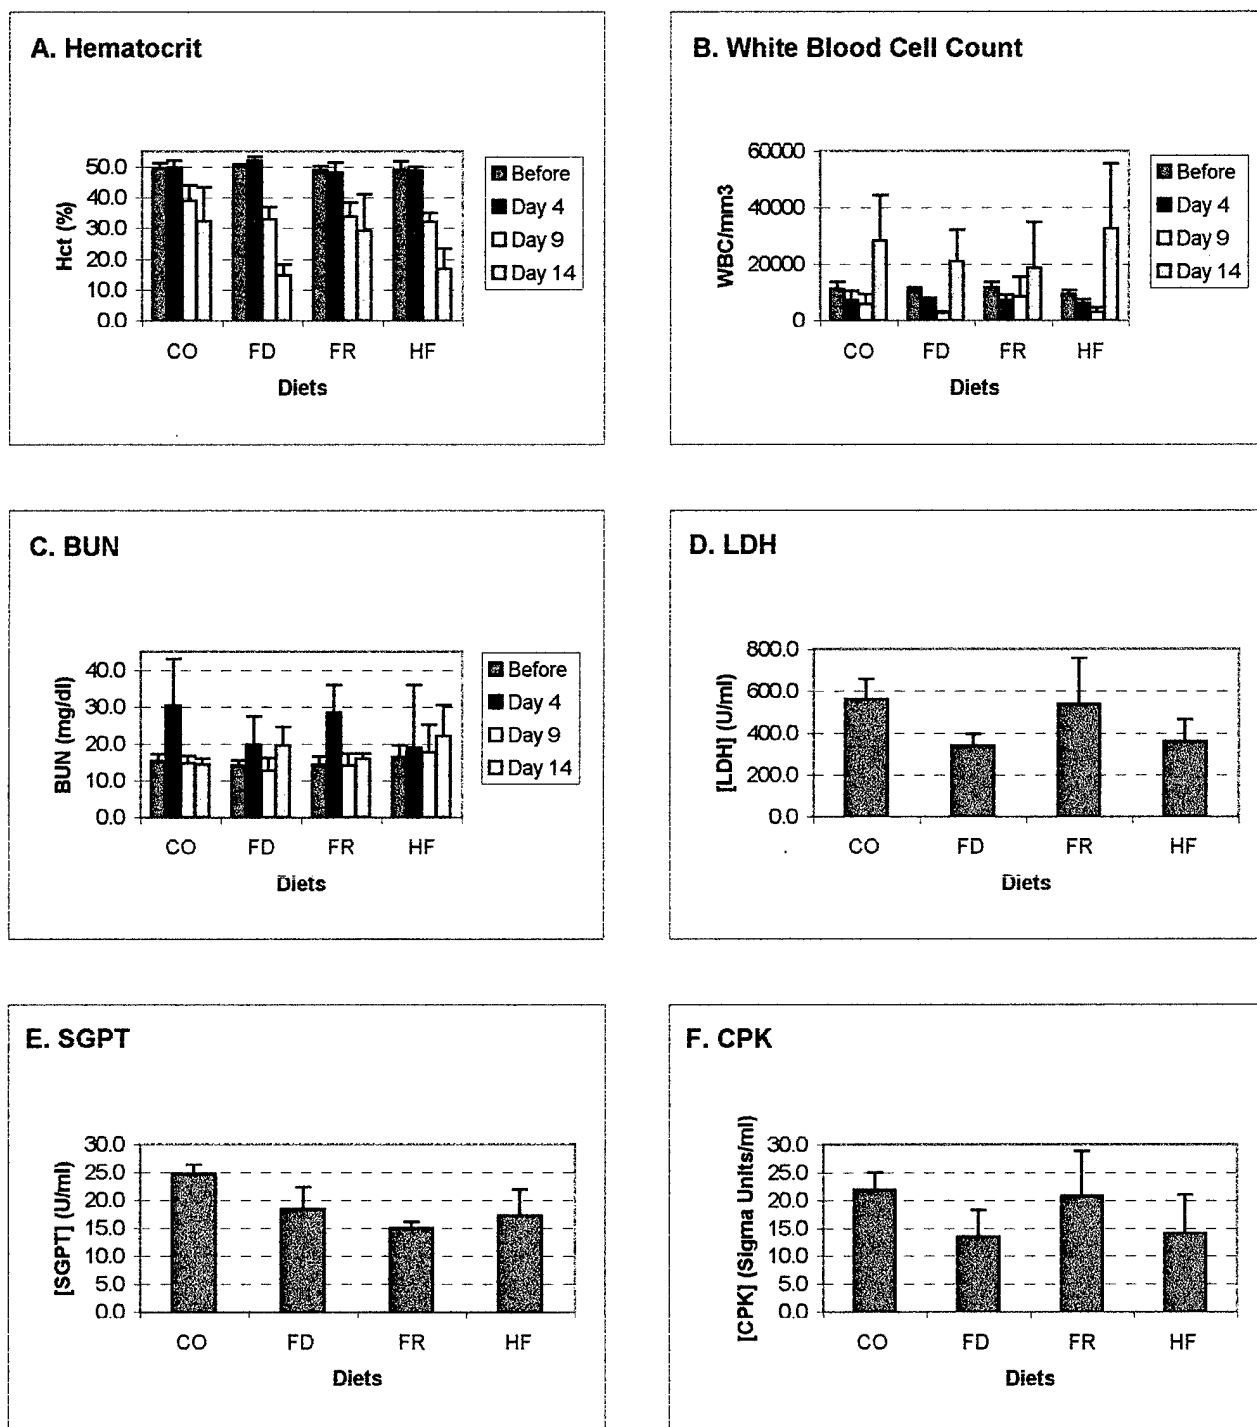 A. Hematocrit
50.0
40.0
30.0
20.0
10.0
0.0
Hct (%)
CO FD FR HF
Diets
Before
Day 4
Day 9
Day 14
B. White Blood Cell Count
60000
40000
20000
0
WBC/mm3
CO FD FR HF
Diets
Before
Day 4
Day 9
Day 14
C. BUN
40.0
30.0
20.0
10.0
0.0
BUN (mg/dl)
CO FD FR HF
Diets
Before
Day 4
Day 9
Day 14
D. LDH
800.0
600.0
400.0
200.0
0.0
[LDH] (U/ml)
CO FD FR HF
Diets
E. SGPT
30.0
25.0
20.0
15.0
10.0
5.0
0.0
[SGPT] (U/ml)
CO FD FR HF
Diets
F. CPK
30.0
25.0
20.0
15.0
10.0
5.0
0.0
[CPK] (Sigma Units/ml)
CO FD FR HF
Diets